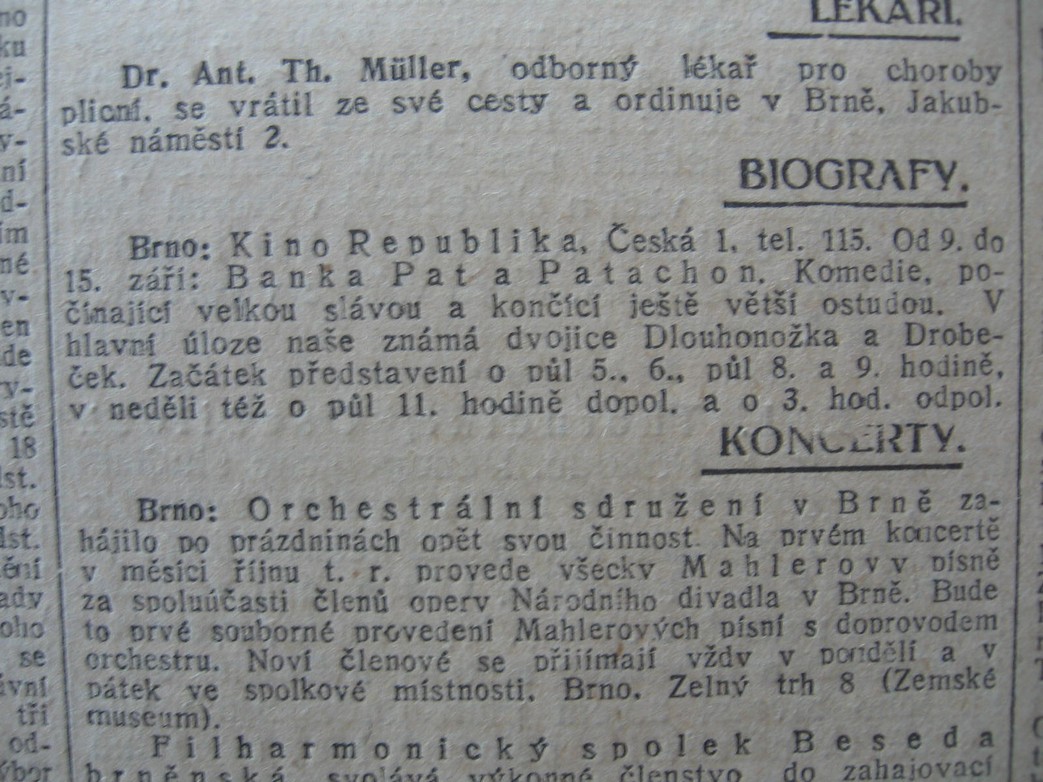 LÉKAŘI.
Dr. Ant. Th. Müller, odborný lékař pro choroby
plicní, se vrátil ze své cesty a ordinuje v Brně, Jakub-
ské náměstí 2.
BIOGRAFY.
Brno: Kino Republika, Česká 1, tel. 115. Od 9. do
15. září: Banka Pat a Patachon. Komedie, po-
čínající velkou slávou a končící ještě větší ostudou. V
hlavní úloze naše známá dvojice Dlouhonožka a Drobe-
ček. Začátek představení o půl 5., 6., půl 8. a 9. hodině,
v neděli též o půl 11. hodině dopol. a o 3. hod. odpol.
KONCERTY.
Brno: Orchestrální sdružení v Brně za-
hájilo po prázdninách opět svou činnost. Na prvém koncertě
v měsíci říjnu t. r. provede všecky Mahlerovy písně
za spoluúčasti členů opery Národního divadla v Brně. Bude
to prvé souborné provedení Mahlerových písní s doprovodem
orchestru. Noví členové se přijímají vždy v pondělí a v
pátek ve spolkové místnosti, Brno, Zelný trh 8 (Zemské
museum).
Filharmonický spolek Beseda
brněnská svolává výkonné členstvo do zahajovací